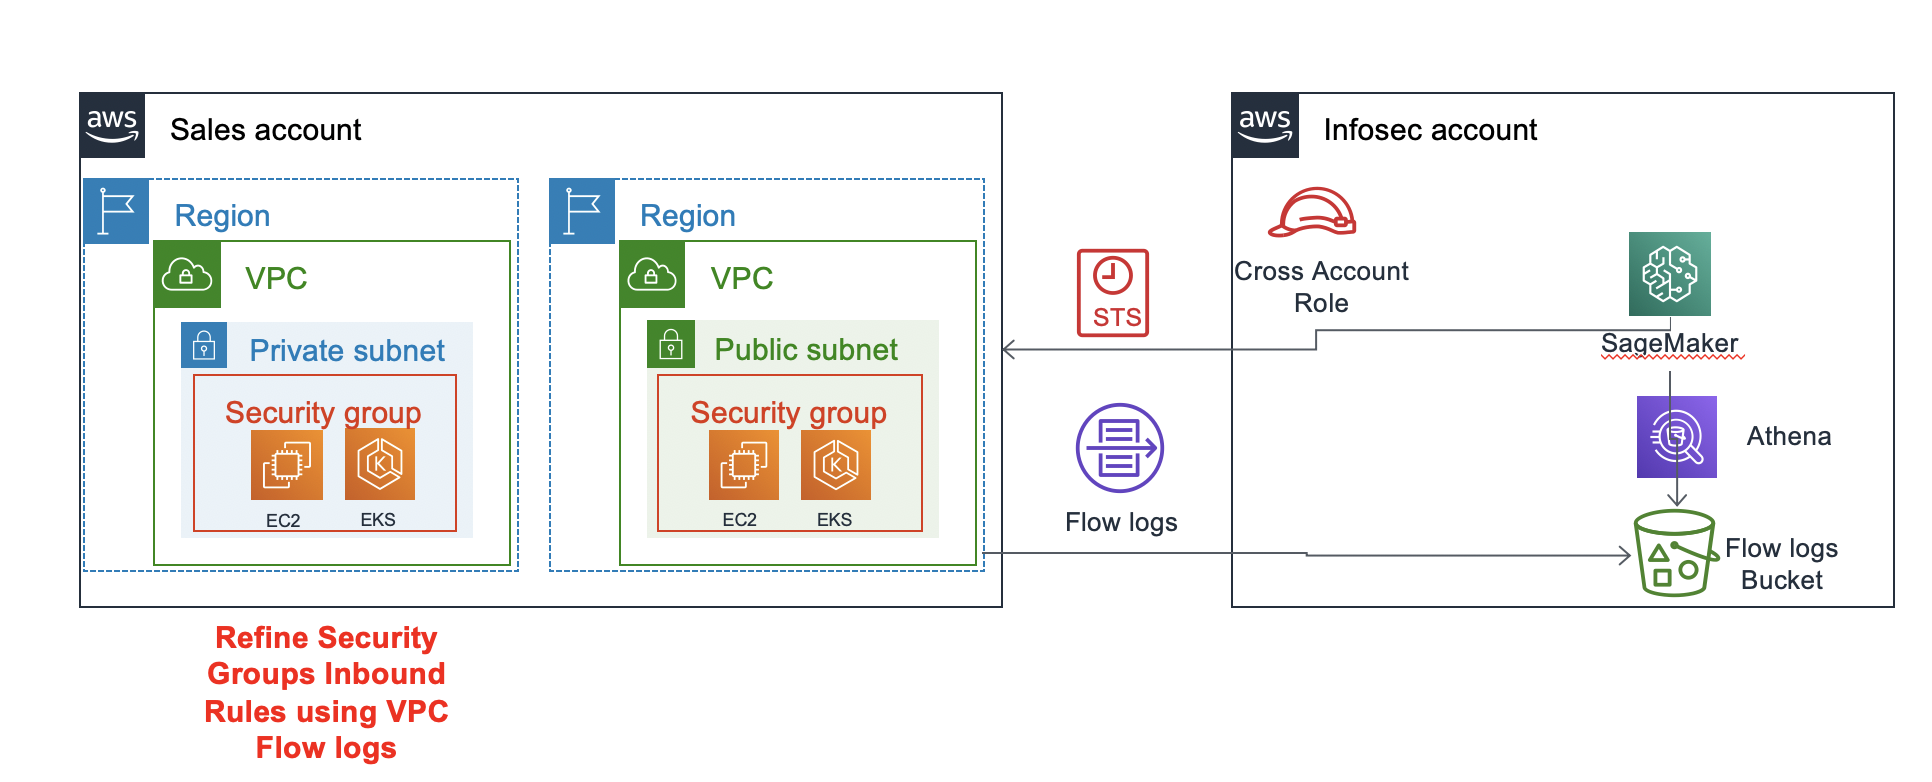 aws
Sales account
Region
VPC
Private subnet
Security group
EC2
EKS
Region
VPC
Public subnet
Security group
EC2
EKS
STS
Flow logs
aws
Infosec account
Cross Account
Role
SageMaker
Athena
Flow logs
Bucket
Refine Security
Groups Inbound
Rules using VPC
Flow logs